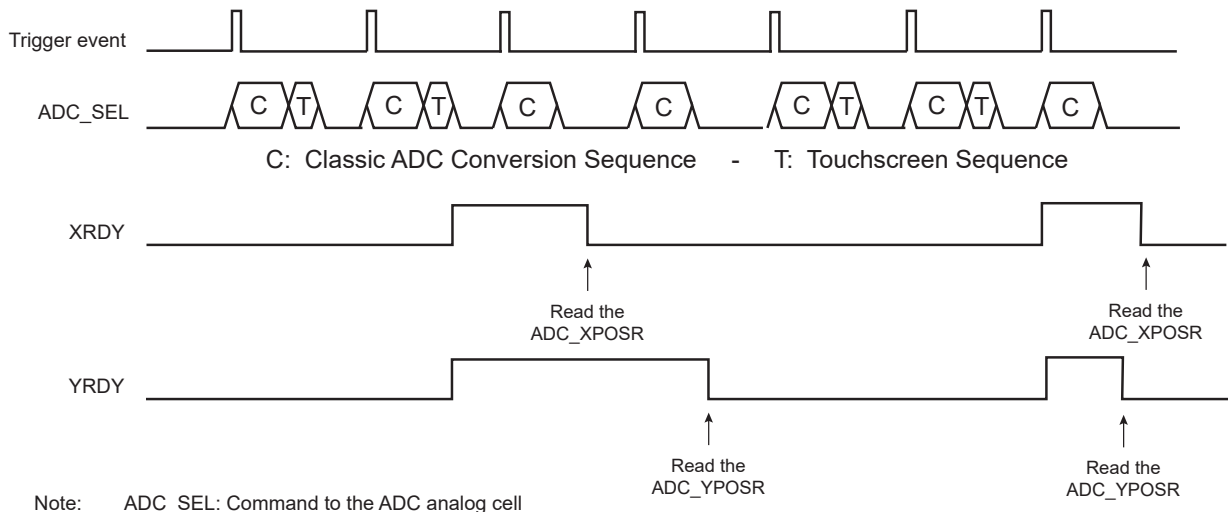 Trigger event
ADC_SEL
C T C T C C C T C T C
C: Classic ADC Conversion Sequence - T: Touchscreen Sequence
XRDY
Read the
ADC_XPOSR
Read the
ADC_XPOSR
YRDY
Read the
ADC_YPOSR
Read the
ADC_YPOSR
Note: ADC_SEL: Command to the ADC analog cell